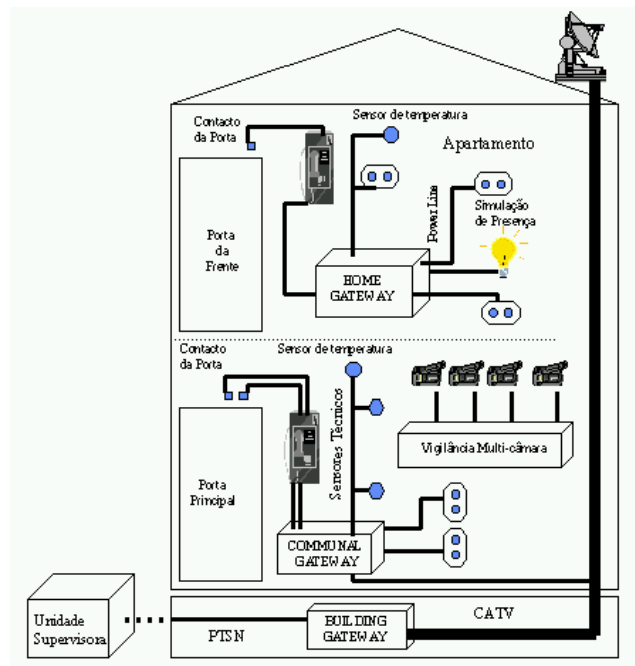 Contacto
da Porta
Sensor de temperatura
Apartamento
Power Line
Simulação
de Presença
Porta
da
Frente
HOME
GATEWAY
Contacto
da Porta
Sensor de temperatura
Sensores Técnicos
Vigilância Multi-câmara
Porta
Principal
COMMUNAL
GATEWAY
Unidade
Supervisora
PTSN
BUILDING
GATEWAY
CATV